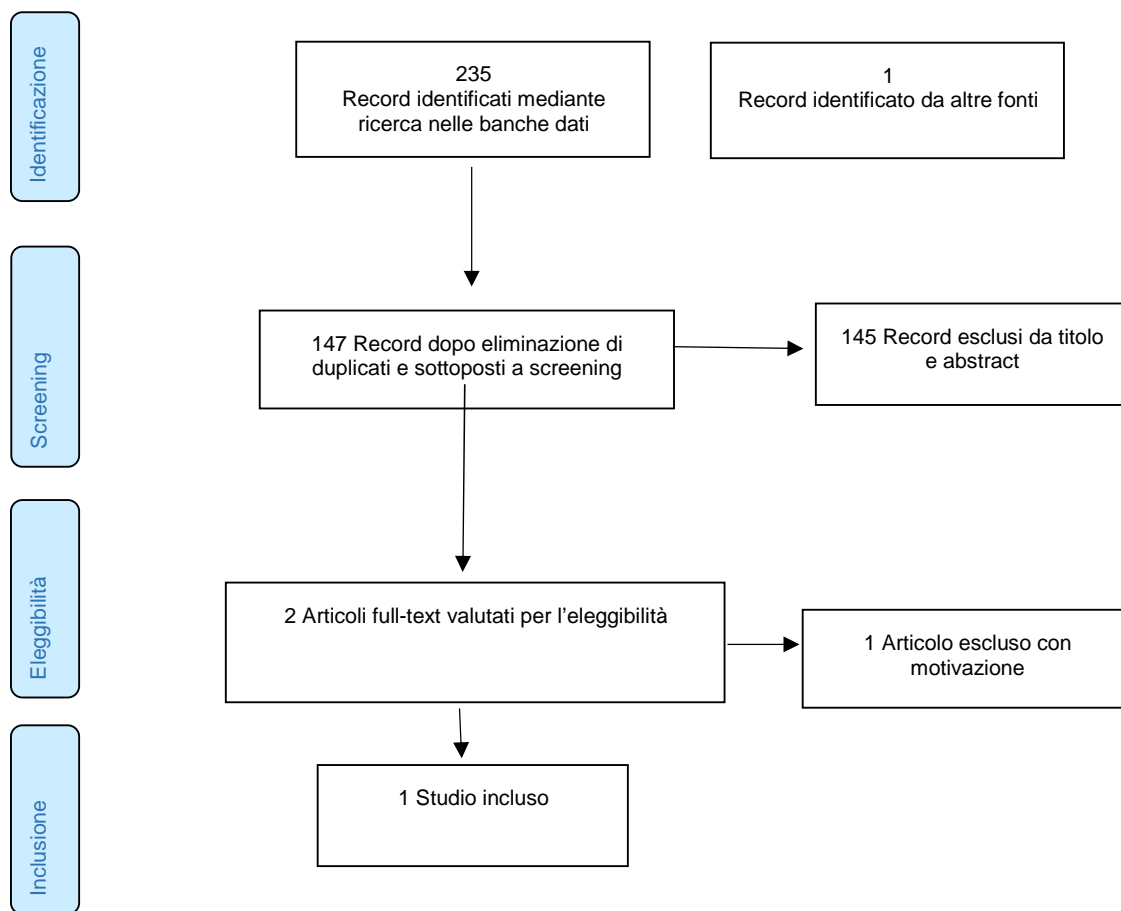 Identificazione
235
Record identificati mediante
ricerca nelle banche dati
1
Record identificato da altre fonti
Screening
147 Record dopo eliminazione di
duplicati e sottoposti a screening
145 Record esclusi da titolo
e abstract
Eleggibilità
2 Articoli full-text valutati per l’eleggibilità
1 Articolo escluso con
motivazione
Inclusione
1 Studio incluso